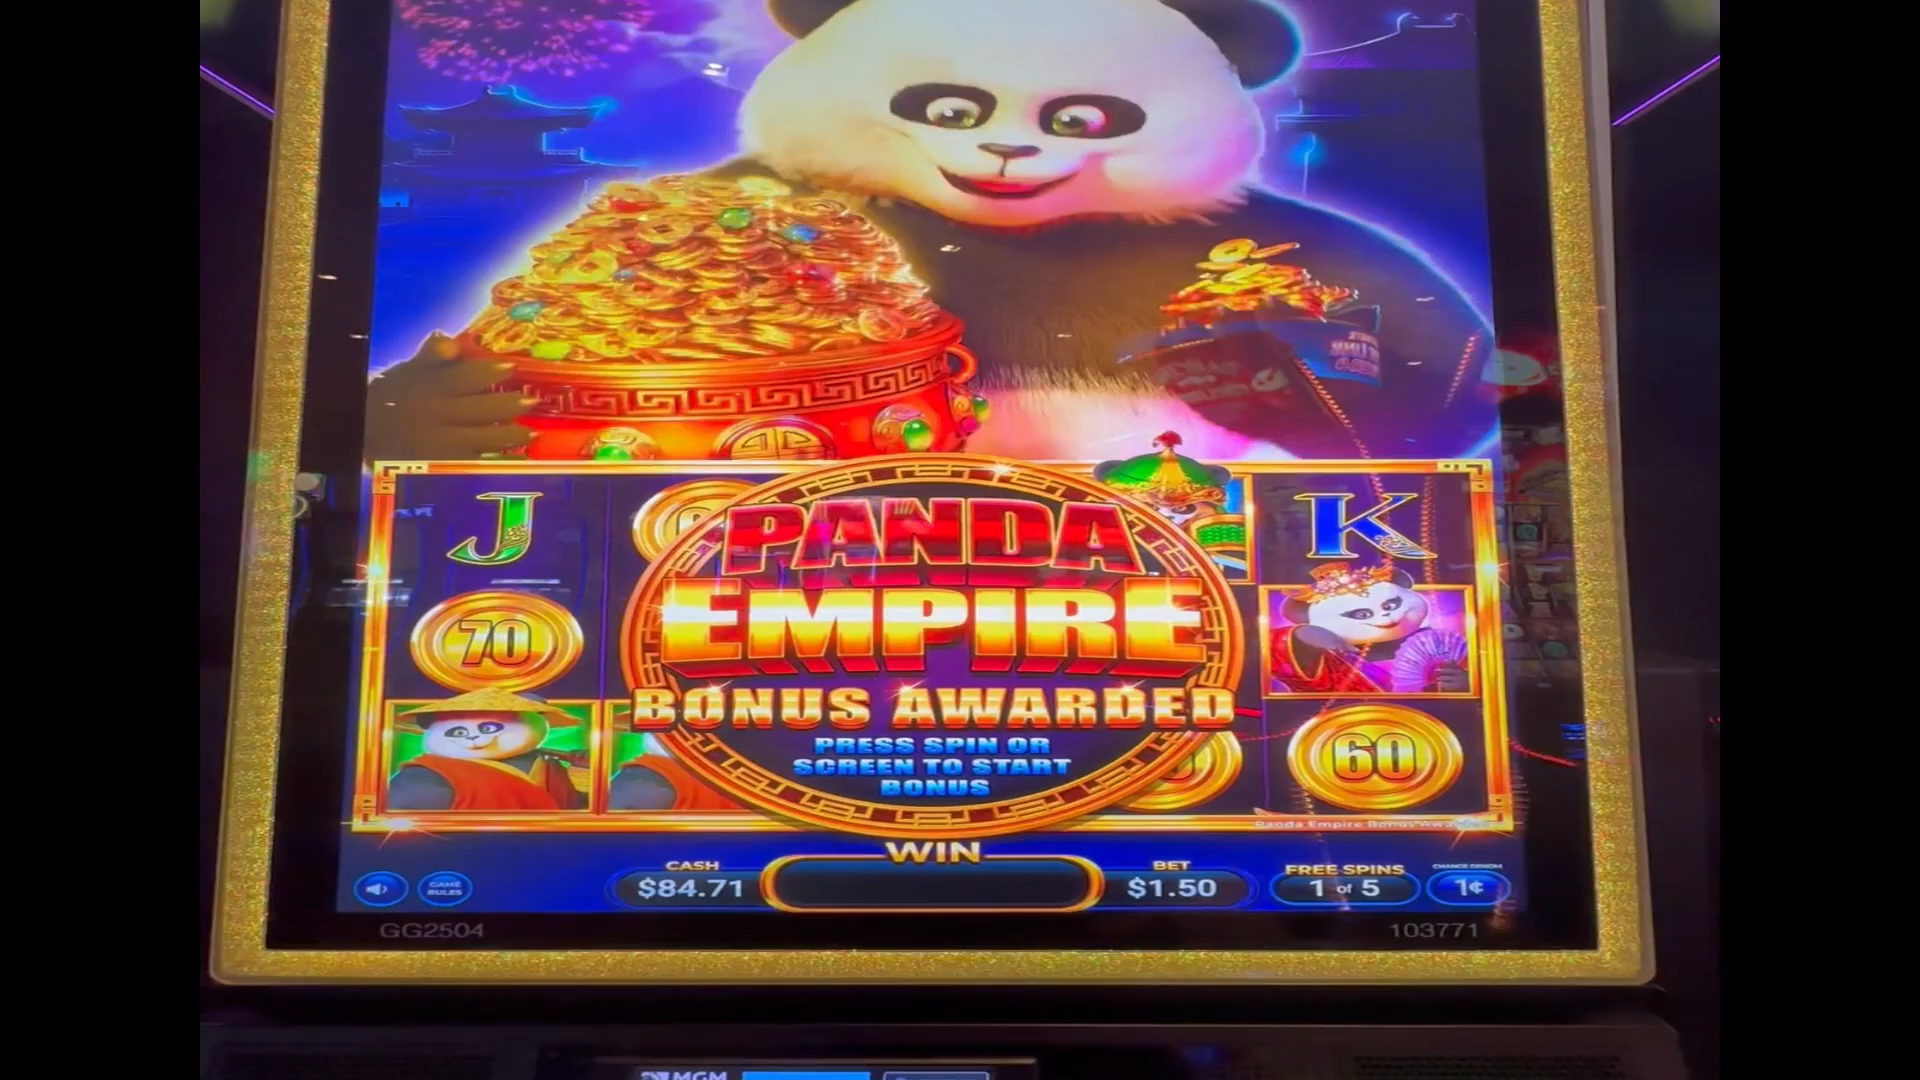 J
K
PANDA
EMPIRE
70
BONUS AWARDED
PRESS SPIN OR
SCREEN TO START
BONUS
60
Panda Empire Bonus Awarded
WIN
CASH
$84.71
BET
$1.50
FREE SPINS
1 of 5
CHANGE DENOM
1¢
GAME
RULES
GG2504
103771
MGM